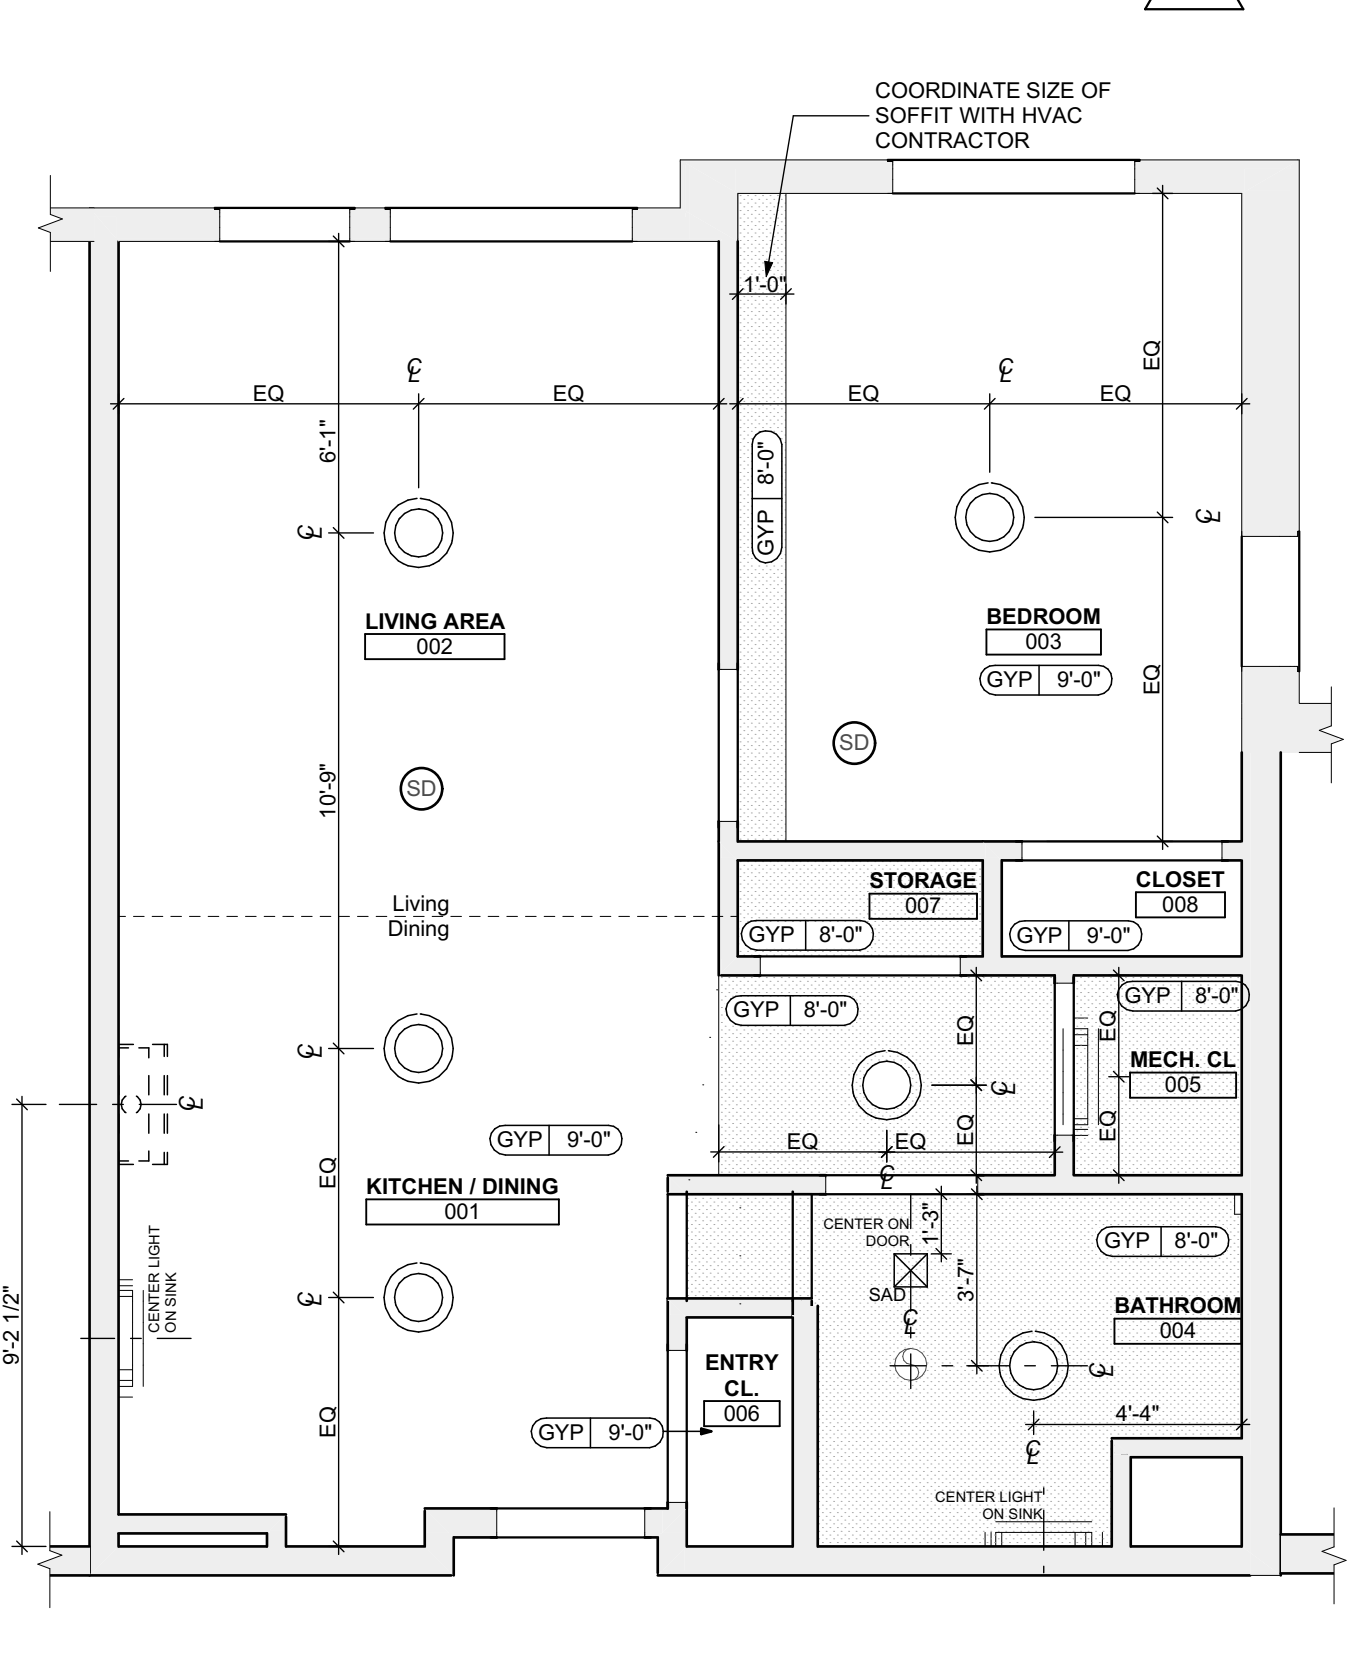 COORDINATE SIZE OF
SOFFIT WITH HVAC
CONTRACTOR
1'-0"
EQ
EQ
EQ
EQ
EQ
℄
℄
6'-1"
GYP 8'-0"
℄
℄
LIVING AREA
002
BEDROOM
003
GYP 9'-0"
EQ
SD
SD
10'-9"
Living
Dining
STORAGE
007
GYP 8'-0"
CLOSET
008
GYP 9'-0"
GYP 8'-0"
EQ
GYP 8'-0"
EQ
℄
MECH. CL
005
℄
℄
EQ
EQ
EQ
EQ
℄
GYP 9'-0"
EQ
KITCHEN / DINING
001
CENTER ON
DOOR
1'-3"
GYP 8'-0"
CENTER LIGHT
ON SINK
9'-2 1/2"
℄
SAD
3'-7"
℄
BATHROOM
004
ENTRY
CL.
006
℄
GYP 9'-0"
EQ
4'-4"
℄
CENTER LIGHT
ON SINK